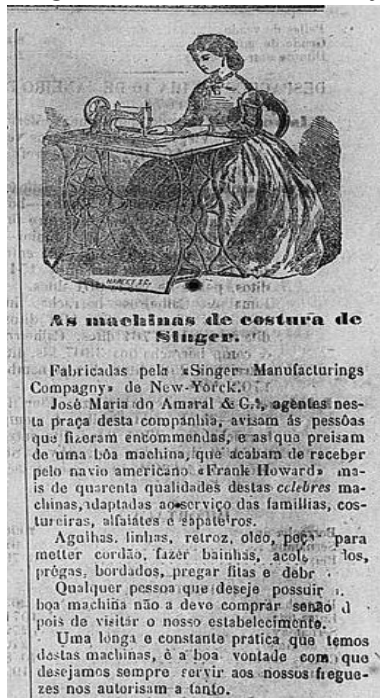 As machinas de costura de
Singer.
Fabricadas pela «Singer Manufacturings
Compagny» de New-Yorck.
José Maria do Amaral & C.ª, agentes nes-
ta praça desta companhia, avisam ás pessôas
que fizeram encommendas, e as que preisam
de uma bôa machina, que acabam de receber
pelo navio americano «Frank Howard» ma-
is de quarenta qualidades destas celebres ma-
chinas, adaptadas ao serviço das famillias, cos-
tureiras, alfaiates e sapateiros.
Agulhas, linhas, retroz, oleo, para
metter cordão, fazer bainhas,
prégas, bordados, pregar fitas e
Qualquer pessoa que deseje possuir
boa machina não a deve comprar senão d
pois de visitar o nosso estabelecimento.
Uma longa e constante pratica que temos
destas machinas, e a boa vontade com que
desejamos sempre servir aos nossos fregue-
zes nos autorisam a tanto.